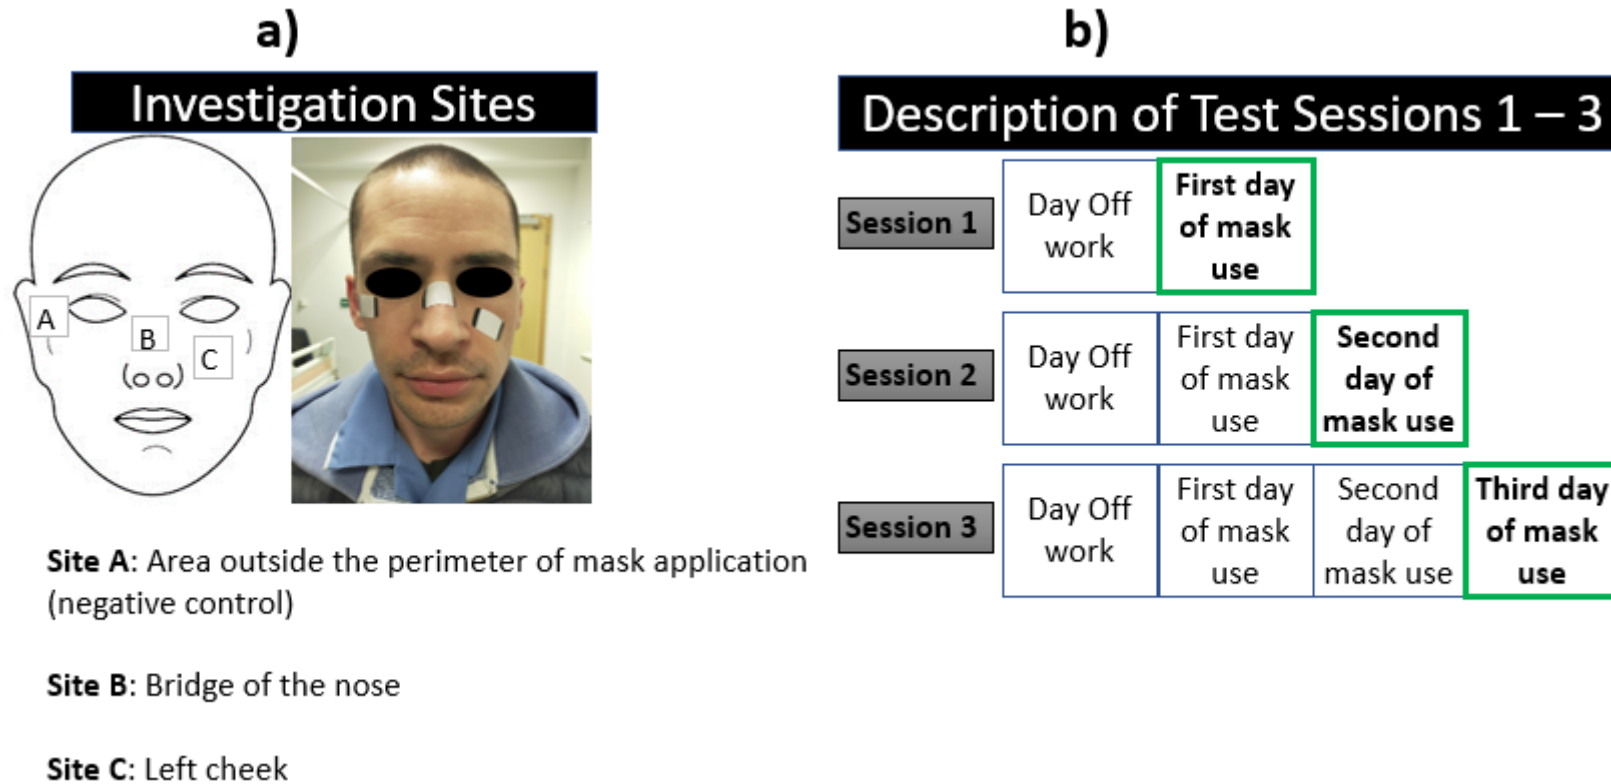 a)
Investigation Sites
A
B
C
Site A: Area outside the perimeter of mask application
(negative control)
Site B: Bridge of the nose
Site C: Left cheek
b)
Description of Test Sessions 1 – 3
Session 1
Day Off
work
First day
of mask
use
Session 2
Day Off
work
First day
of mask
use
Second
day of
mask use
Session 3
Day Off
work
First day
of mask
use
Second
day of
mask use
Third day
of mask
use